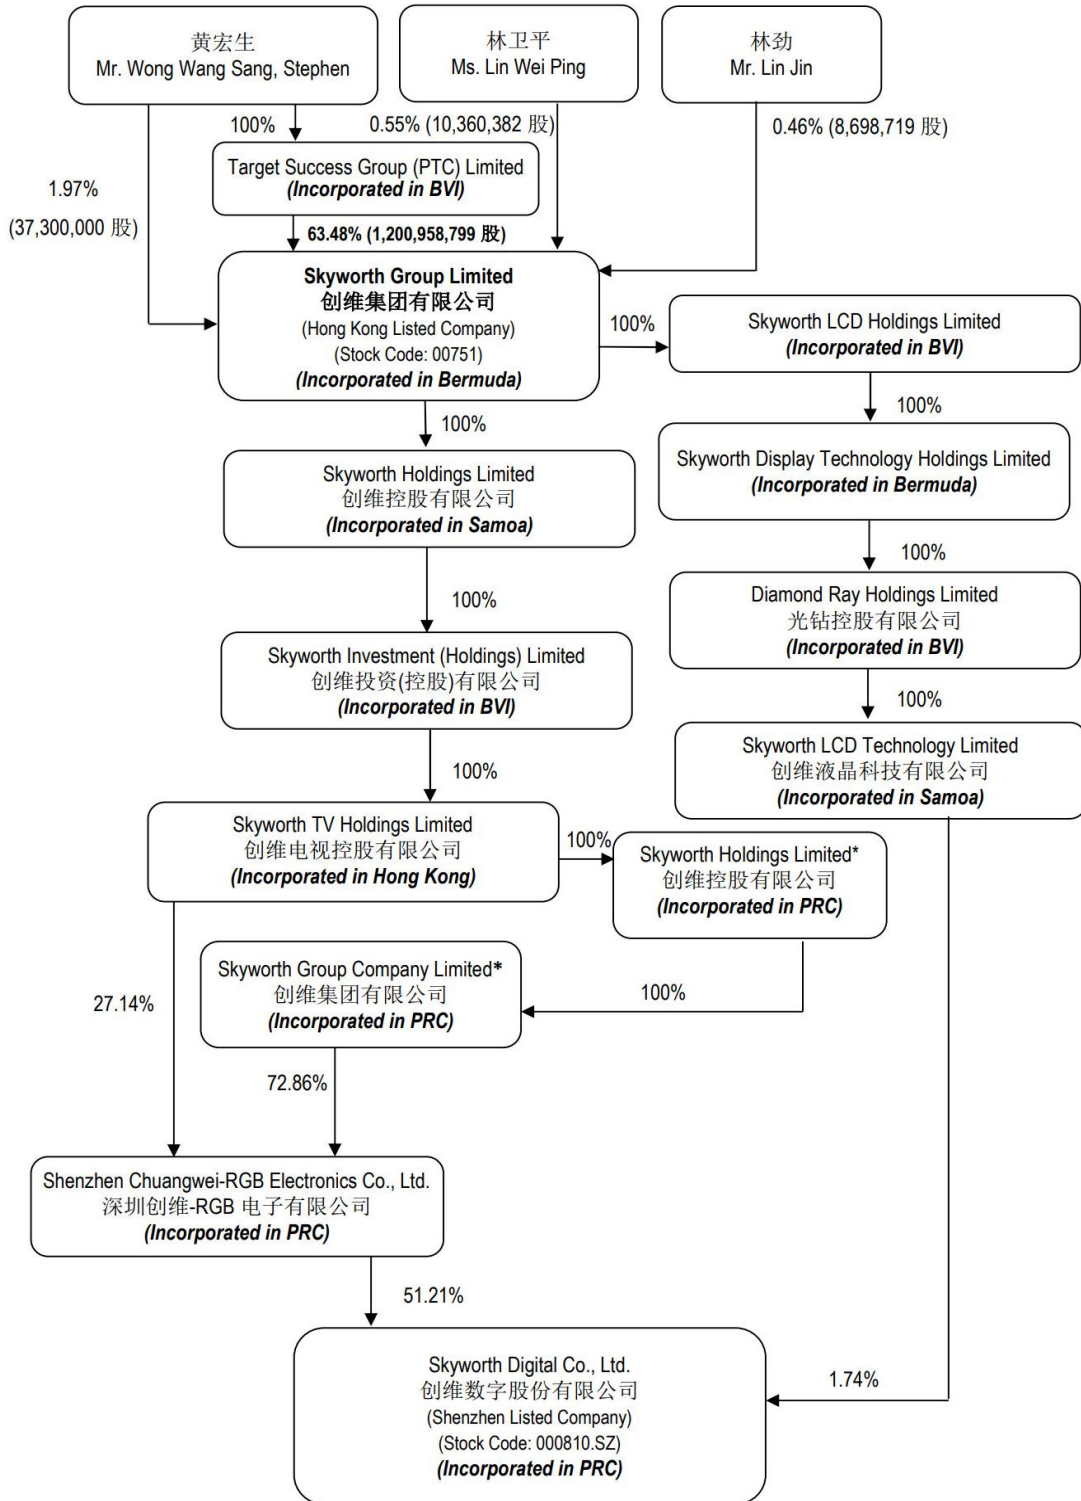 黄宏生
Mr. Wong Wang Sang, Stephen
林卫平
Ms. Lin Wei Ping
林劲
Mr. Lin Jin
100%
0.55% (10,360,382 股)
0.46% (8,698,719 股)
Target Success Group (PTC) Limited
(Incorporated in BVI)
1.97%
(37,300,000 股)
63.48% (1,200,958,799 股)
Skyworth Group Limited
创维集团有限公司
(Hong Kong Listed Company)
(Stock Code: 00751)
(Incorporated in Bermuda)
100%
Skyworth LCD Holdings Limited
(Incorporated in BVI)
100%
100%
Skyworth Holdings Limited
创维控股有限公司
(Incorporated in Samoa)
Skyworth Display Technology Holdings Limited
(Incorporated in Bermuda)
100%
100%
Diamond Ray Holdings Limited
光钻控股有限公司
(Incorporated in BVI)
Skyworth Investment (Holdings) Limited
创维投资(控股)有限公司
(Incorporated in BVI)
100%
100%
Skyworth LCD Technology Limited
创维液晶科技有限公司
(Incorporated in Samoa)
Skyworth TV Holdings Limited
创维电视控股有限公司
(Incorporated in Hong Kong)
100%
Skyworth Holdings Limited*
创维控股有限公司
(Incorporated in PRC)
Skyworth Group Company Limited*
创维集团有限公司
(Incorporated in PRC)
100%
27.14%
72.86%
Shenzhen Chuangwei-RGB Electronics Co., Ltd.
深圳创维-RGB 电子有限公司
(Incorporated in PRC)
51.21%
Skyworth Digital Co., Ltd.
创维数字股份有限公司
(Shenzhen Listed Company)
(Stock Code: 000810.SZ)
(Incorporated in PRC)
1.74%